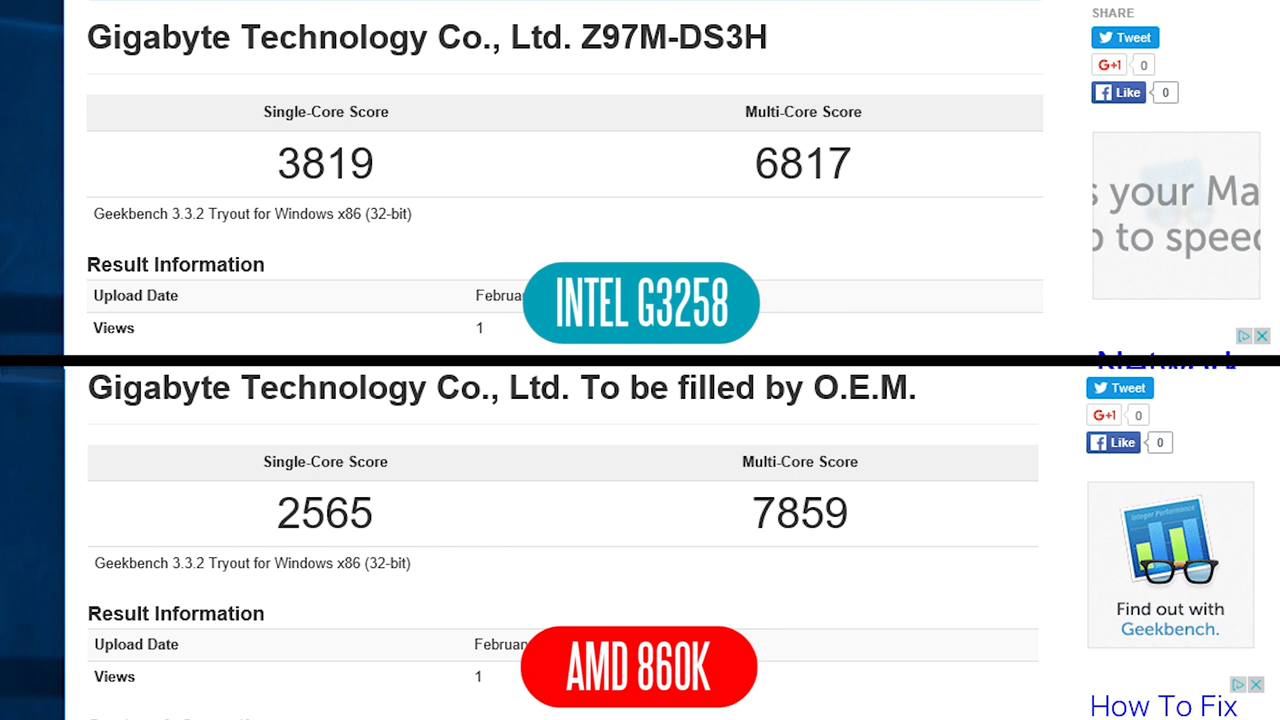 SHARE
Gigabyte Technology Co., Ltd. Z97M-DS3H
Tweet
G+1 0
Like 0
Single-Core Score Multi-Core Score
3819 6817
Geekbench 3.3.2 Tryout for Windows x86 (32-bit)
your Ma
to speed
Result Information
Upload Date
Views 1
INTEL G3258
Gigabyte Technology Co., Ltd. To be filled by O.E.M.
Tweet
G+1 0
Like 0
Single-Core Score Multi-Core Score
2565 7859
Geekbench 3.3.2 Tryout for Windows x86 (32-bit)
Integer Performance
Find out with
Geekbench.
Result Information
Upload Date
Views 1
AMD 860K
How To Fix